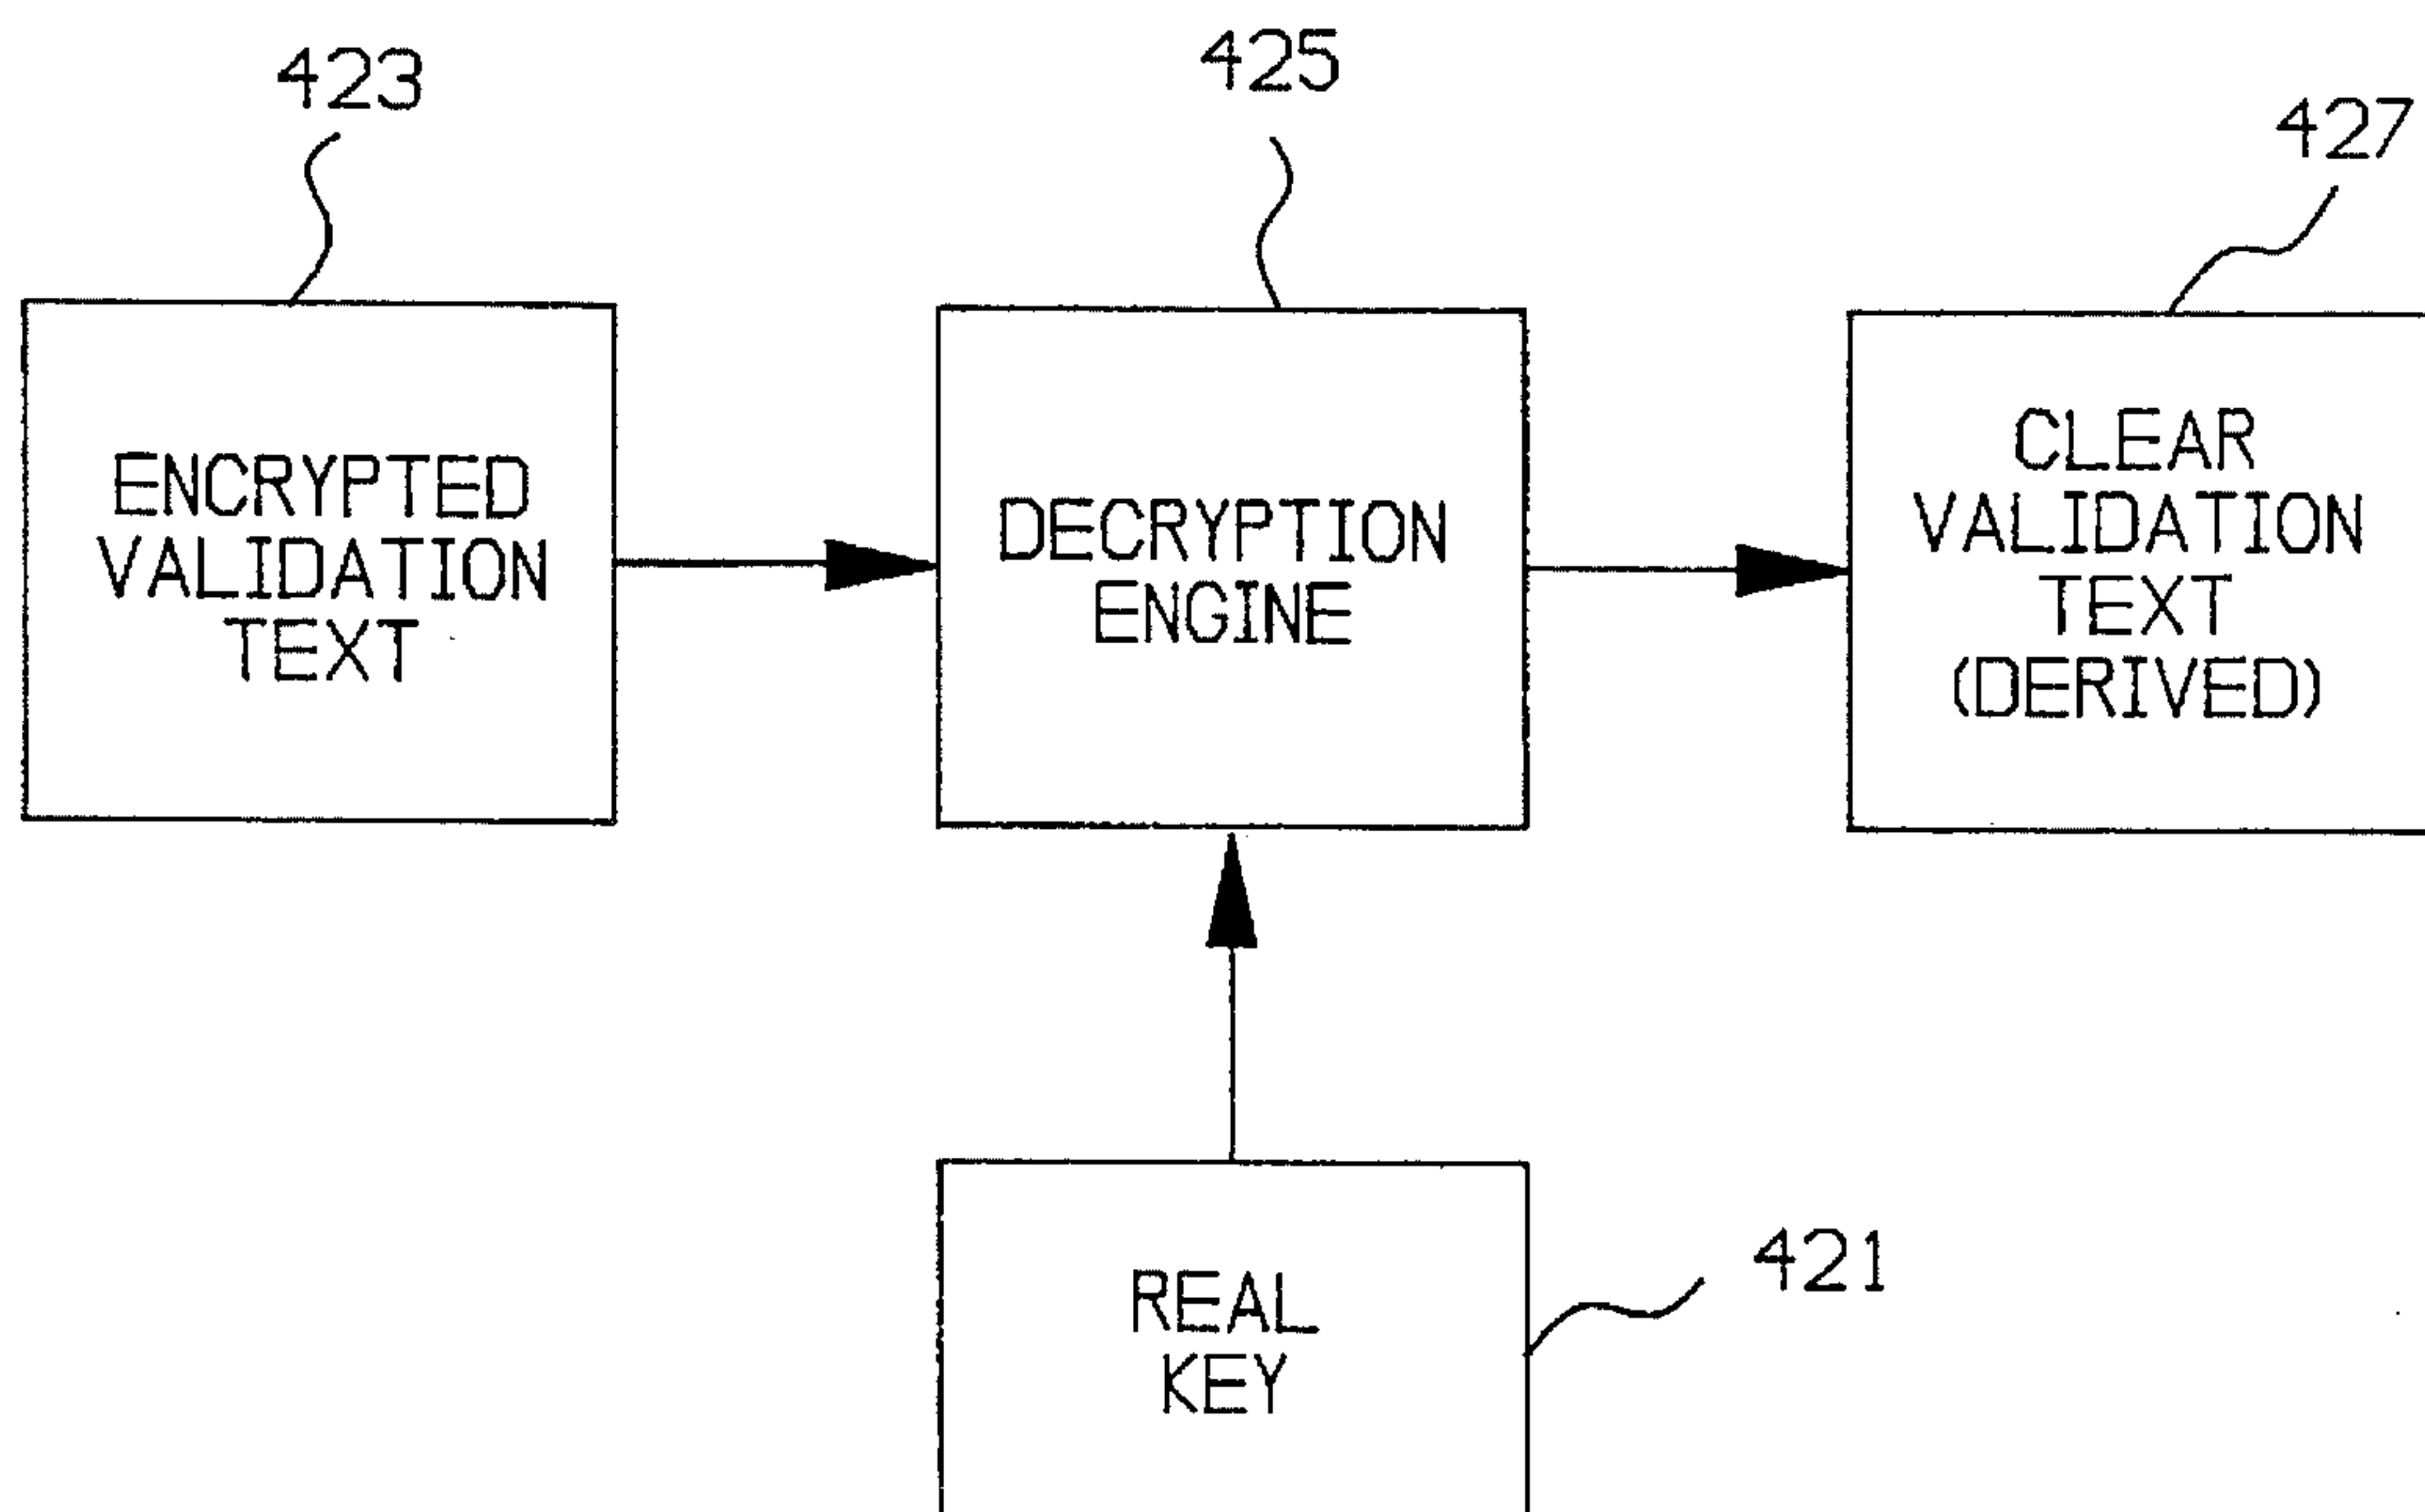 423
425
427
ENCRYPTED
VALIDATION
TEXT
DECRYPTION
ENGINE
CLEAR
VALIDATION
TEXT
(DERIVED)
REAL
KEY
421